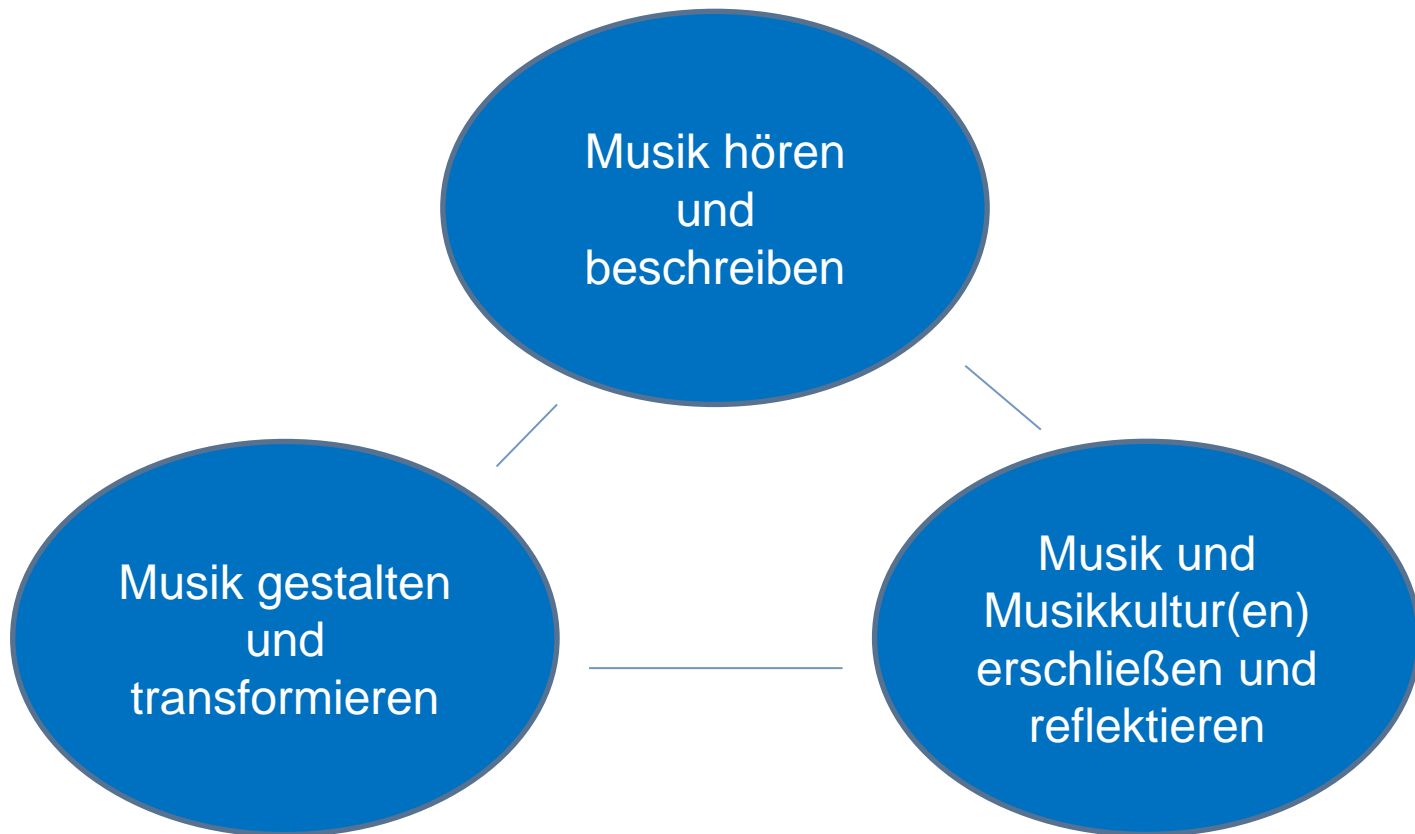 Musik hören
und
beschreiben
Musik gestalten
und
transformieren
Musik und
Musikkultur(en)
erschließen und
reflektieren